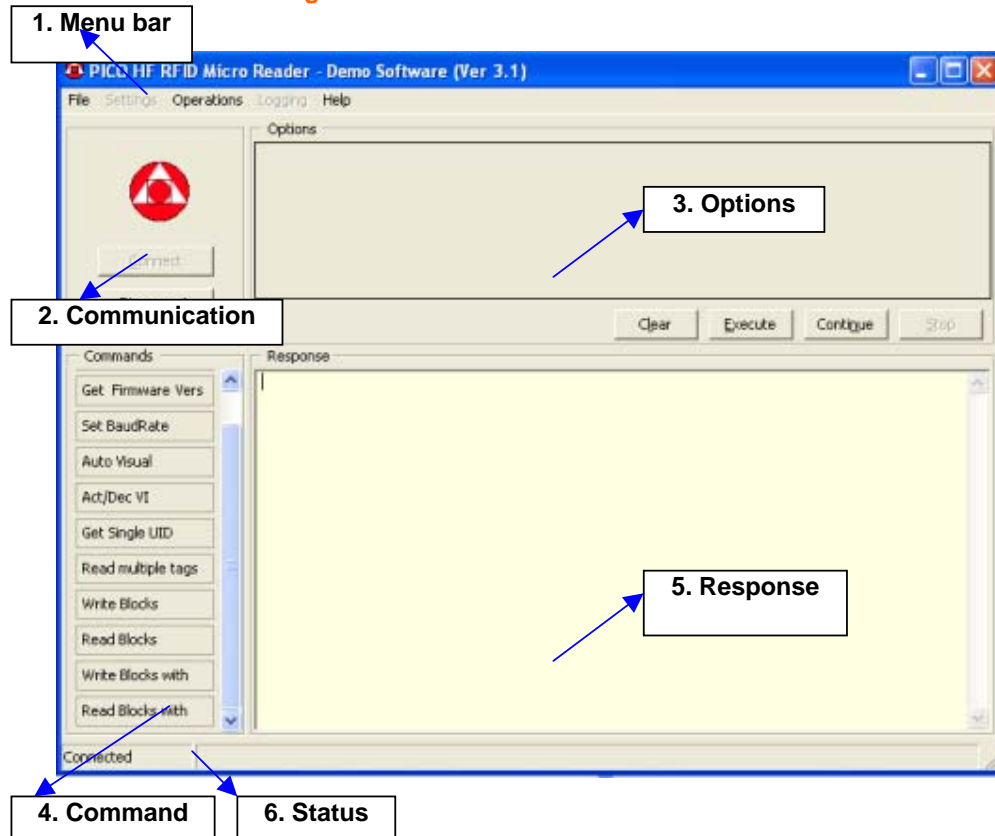 1. Menu bar
PICO HF RFID Micro Reader - Demo Software (Ver 3.1)
File Settings Operations Logging Help
Options
3. Options
Connect
2. Communication
Clear Execute Continue Stop
Commands
Response
Get Firmware Vers
Set BaudRate
Auto Visual
Act/Dec VI
Get Single UID
Read multiple tags
Write Blocks
Read Blocks
Write Blocks with
Read Blocks with
5. Response
Connected
4. Command
6. Status